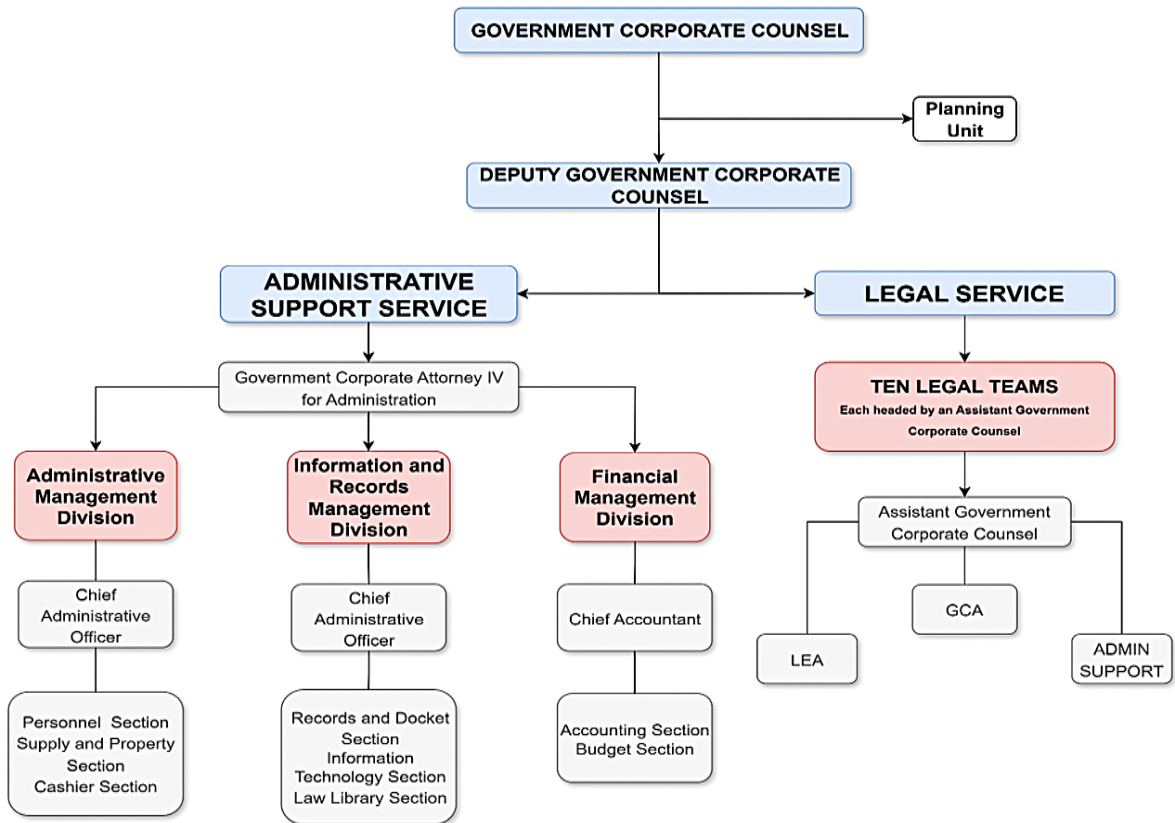 GOVERNMENT CORPORATE COUNSEL
Planning
Unit
DEPUTY GOVERNMENT CORPORATE
COUNSEL
ADMINISTRATIVE
SUPPORT SERVICE
LEGAL SERVICE
Government Corporate Attorney IV
for Administration
TEN LEGAL TEAMS
Each headed by an Assistant Government
Corporate Counsel
Administrative
Management
Division
Information and
Records
Management
Division
Financial
Management
Division
Assistant Government
Corporate Counsel
Chief
Administrative
Officer
Chief
Administrative
Officer
Chief Accountant
LEA
GCA
ADMIN
SUPPORT
Personnel Section
Supply and Property
Section
Cashier Section
Records and Docket
Section
Information
Technology Section
Law Library Section
Accounting Section
Budget Section